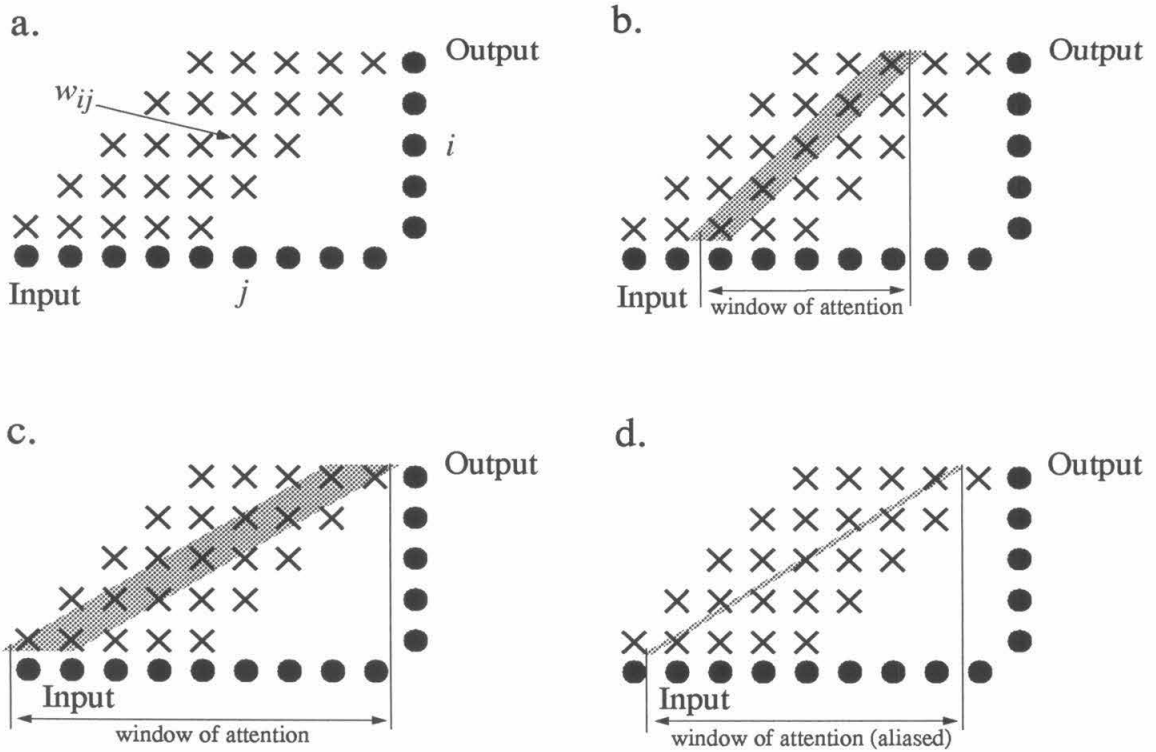 a.
Output
w_ij
i
Input
j
b.
Output
Input
window of attention
c.
Output
Input
window of attention
d.
Output
Input
window of attention (aliased)